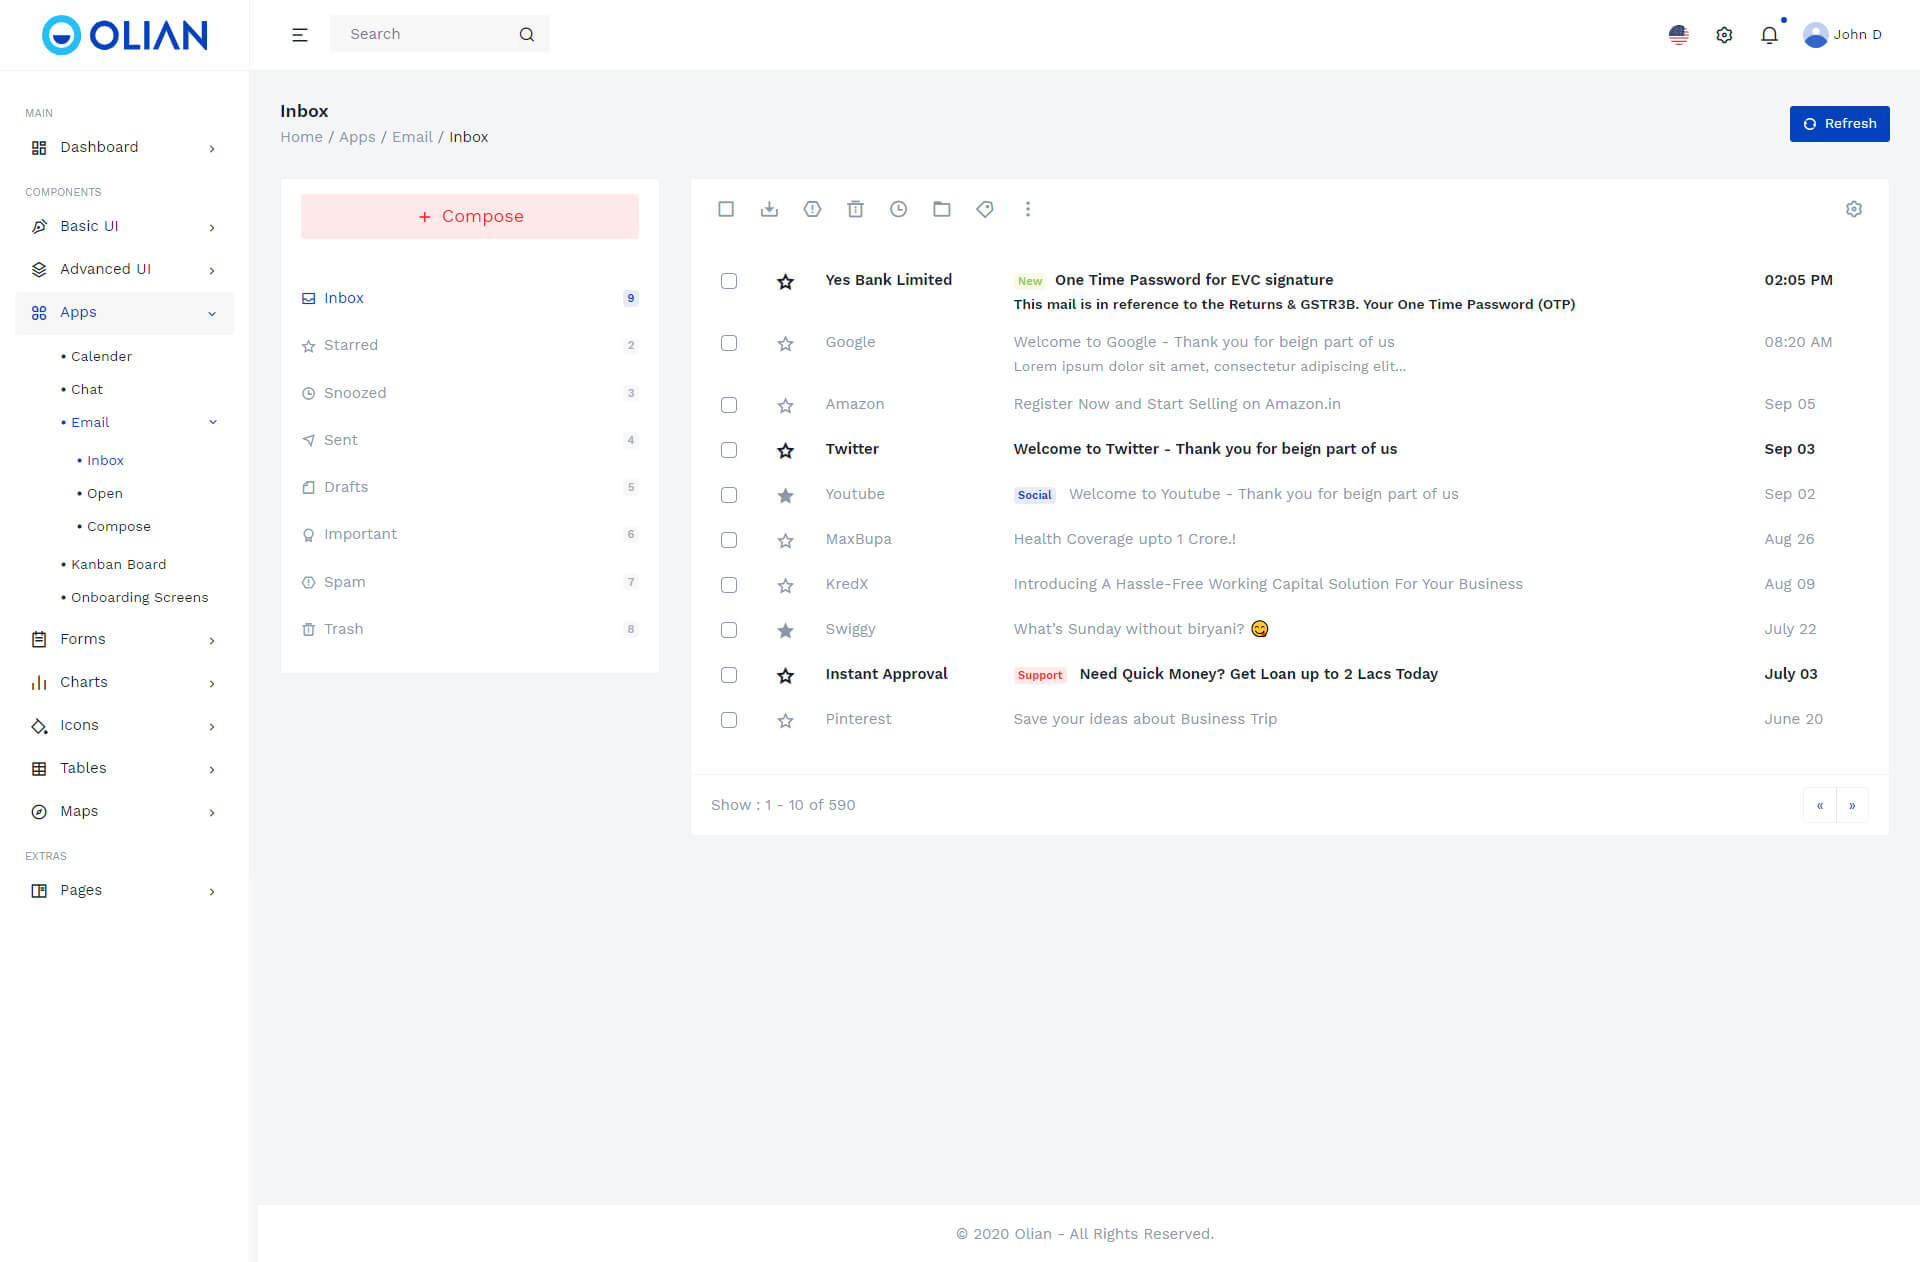 OLIAN
Search
John D
MAIN
Dashboard
COMPONENTS
Basic UI
Advanced UI
Apps
• Calender
• Chat
• Email
• Inbox
• Open
• Compose
• Kanban Board
• Onboarding Screens
Forms
Charts
Icons
Tables
Maps
EXTRAS
Pages
Inbox
Home / Apps / Email / Inbox
Refresh
+ Compose
Inbox 9
Starred 2
Snoozed 3
Sent 4
Drafts 5
Important 6
Spam 7
Trash 8
Yes Bank Limited New One Time Password for EVC signature 02:05 PM
This mail is in reference to the Returns & GSTR3B. Your One Time Password (OTP)
Google Welcome to Google - Thank you for beign part of us 08:20 AM
Lorem ipsum dolor sit amet, consectetur adipiscing elit...
Amazon Register Now and Start Selling on Amazon.in Sep 05
Twitter Welcome to Twitter - Thank you for beign part of us Sep 03
Youtube Social Welcome to Youtube - Thank you for beign part of us Sep 02
MaxBupa Health Coverage upto 1 Crore.! Aug 26
KredX Introducing A Hassle-Free Working Capital Solution For Your Business Aug 09
Swiggy What's Sunday without biryani? 😋 July 22
Instant Approval Support Need Quick Money? Get Loan up to 2 Lacs Today July 03
Pinterest Save your ideas about Business Trip June 20
Show : 1 - 10 of 590
« »
© 2020 Olian - All Rights Reserved.